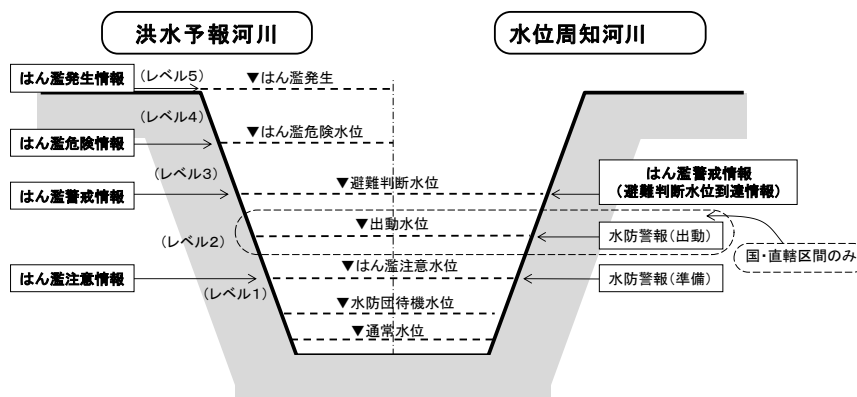 洪水予報河川
水位周知河川
はん濫発生情報
(レベル5)
▼はん濫発生
(レベル4)
▼はん濫危険水位
はん濫危険情報
(レベル3)
はん濫警戒情報
(避難判断水位到達情報)
はん濫警戒情報
▼避難判断水位
▼出動水位
水防警報(出動)
(レベル2)
国・直轄区間のみ
▼はん濫注意水位
はん濫注意情報
水防警報(準備)
(レベル1)
▼水防団待機水位
▼通常水位